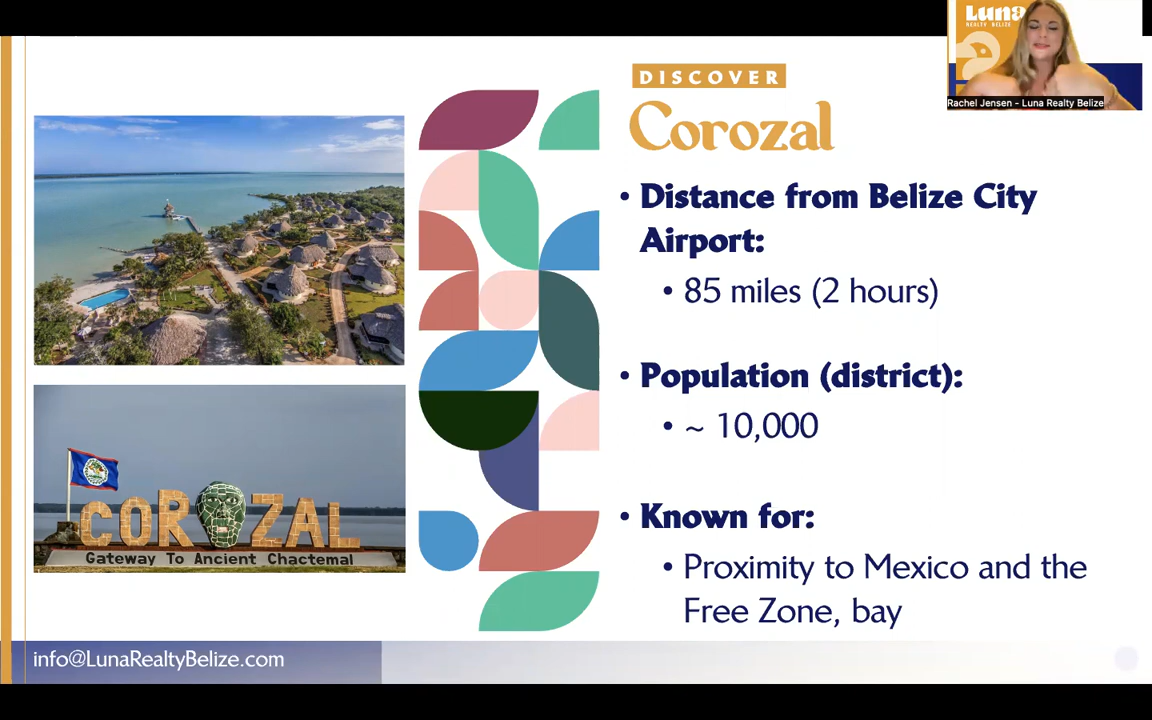 Luna
REALTY BELIZE
Rachel Jensen - Luna Realty Belize
DISCOVER
Corozal
• Distance from Belize City
Airport:
• 85 miles (2 hours)
• Population (district):
• ~ 10,000
• Known for:
• Proximity to Mexico and the
Free Zone, bay
COROZAL
Gateway To Ancient Chactemal
info@LunaRealtyBelize.com